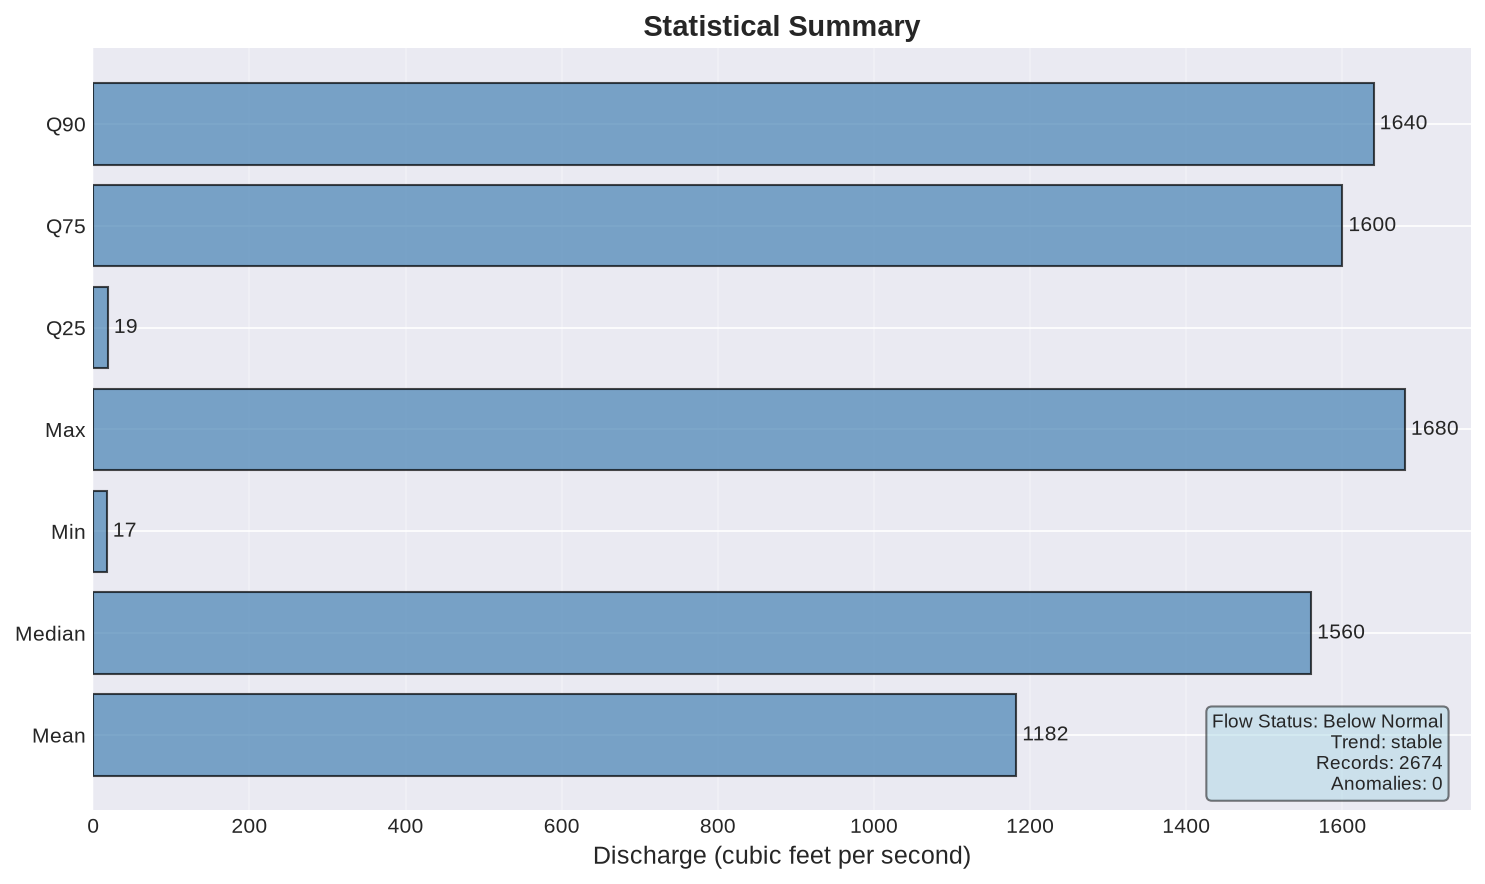 Statistical Summary
Q90
1640
Q75
1600
Q25
19
Max
1680
Min
17
Median
1560
Mean
1182
Flow Status: Below Normal
Trend: stable
Records: 2674
Anomalies: 0
0 200 400 600 800 1000 1200 1400 1600
Discharge (cubic feet per second)